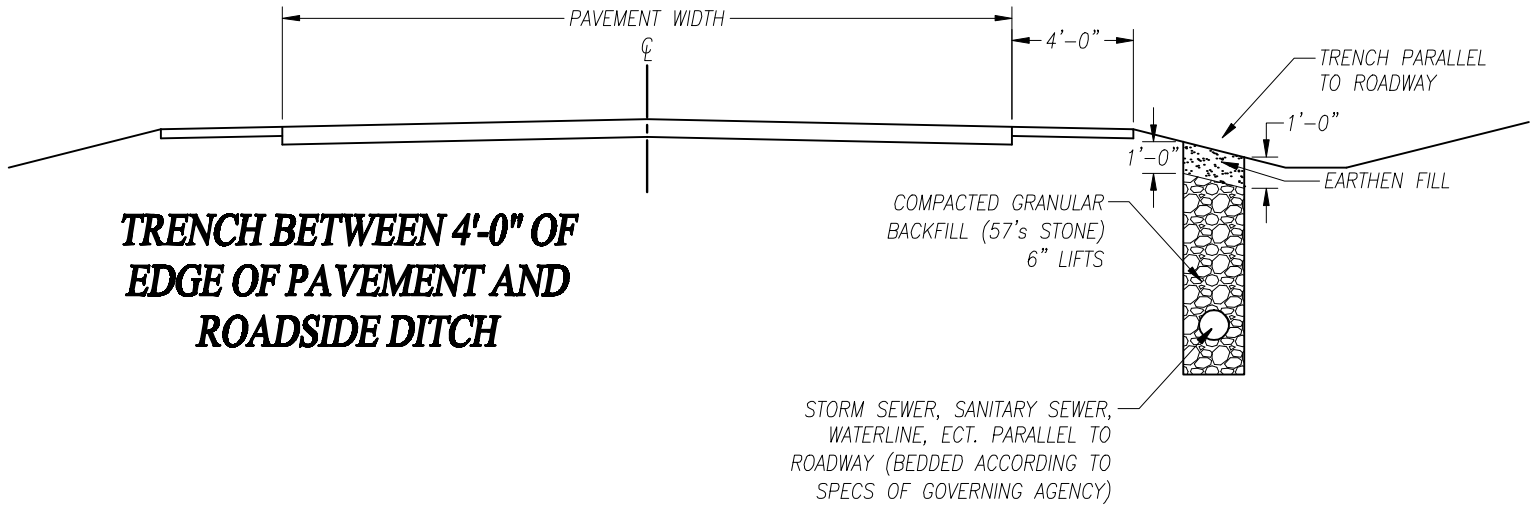 PAVEMENT WIDTH
℄
4'-0"
TRENCH PARALLEL
TO ROADWAY
1'-0"
1'-0"
EARTHEN FILL
COMPACTED GRANULAR
BACKFILL (57's STONE)
6" LIFTS
TRENCH BETWEEN 4'-0" OF
EDGE OF PAVEMENT AND
ROADSIDE DITCH
STORM SEWER, SANITARY SEWER,
WATERLINE, ECT. PARALLEL TO
ROADWAY (BEDDED ACCORDING TO
SPECS OF GOVERNING AGENCY)